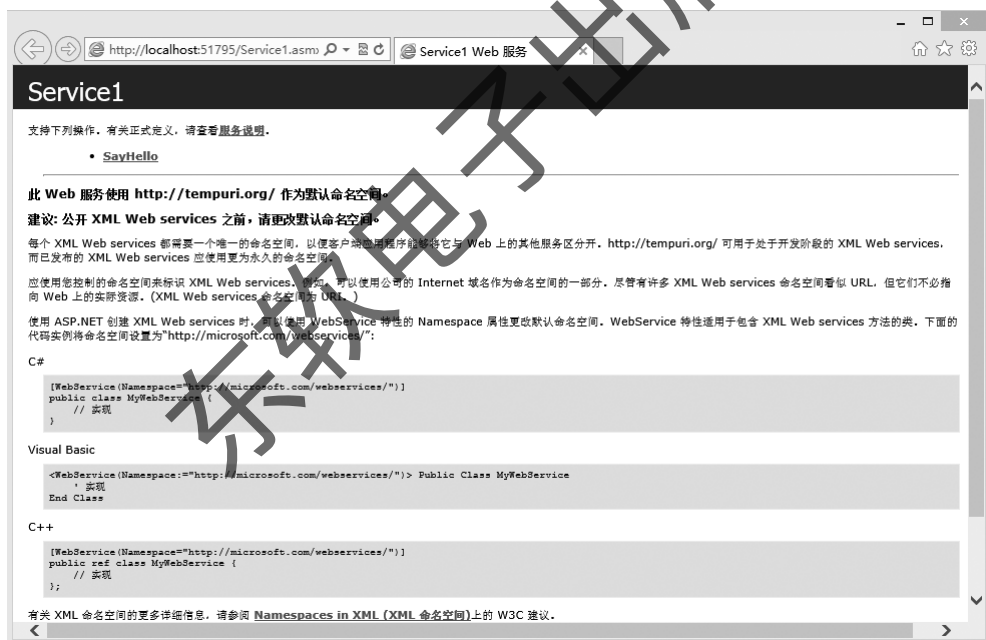 http://localhost:51795/Service1.asmx
Service1 Web 服务
Service1
支持下列操作。有关正式定义，请查看服务说明。
• SayHello
此 Web 服务使用 http://tempuri.org/ 作为默认命名空间。
建议: 公开 XML Web services 之前，请更改默认命名空间。
每个 XML Web services 都需要一个唯一的命名空间，以便客户端应用程序能够将它与 Web 上的其他服务区分开。http://tempuri.org/ 可用于处于开发阶段的 XML Web services，
而已发布的 XML Web services 应使用更为永久的命名空间。
应使用您控制的命名空间来标识 XML Web services。例如，可以使用公司的 Internet 域名作为命名空间的一部分。尽管有许多 XML Web services 命名空间看似 URL，但它们不必指
向 Web 上的实际资源。(XML Web services 命名空间为 URI。)
使用 ASP.NET 创建 XML Web services 时，可以使用 WebService 特性的 Namespace 属性更改默认命名空间。WebService 特性适用于包含 XML Web services 方法的类。下面的
代码实例将命名空间设置为“http://microsoft.com/webservices/”:
C#
[WebService(Namespace="http://microsoft.com/webservices/")]
public class MyWebService {
// 实现
}
Visual Basic
<WebService(Namespace:="http://microsoft.com/webservices/")> Public Class MyWebService
' 实现
End Class
C++
[WebService(Namespace="http://microsoft.com/webservices/")]
public ref class MyWebService {
// 实现
};
有关 XML 命名空间的更多详细信息，请参阅 Namespaces in XML (XML 命名空间)上的 W3C 建议。
东软电子出